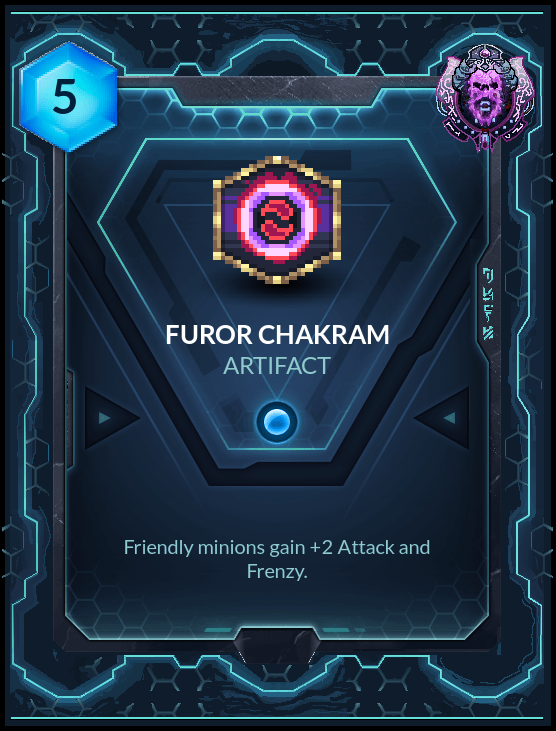 5
FUROR CHAKRAM
ARTIFACT
Friendly minions gain +2 Attack and
Frenzy.